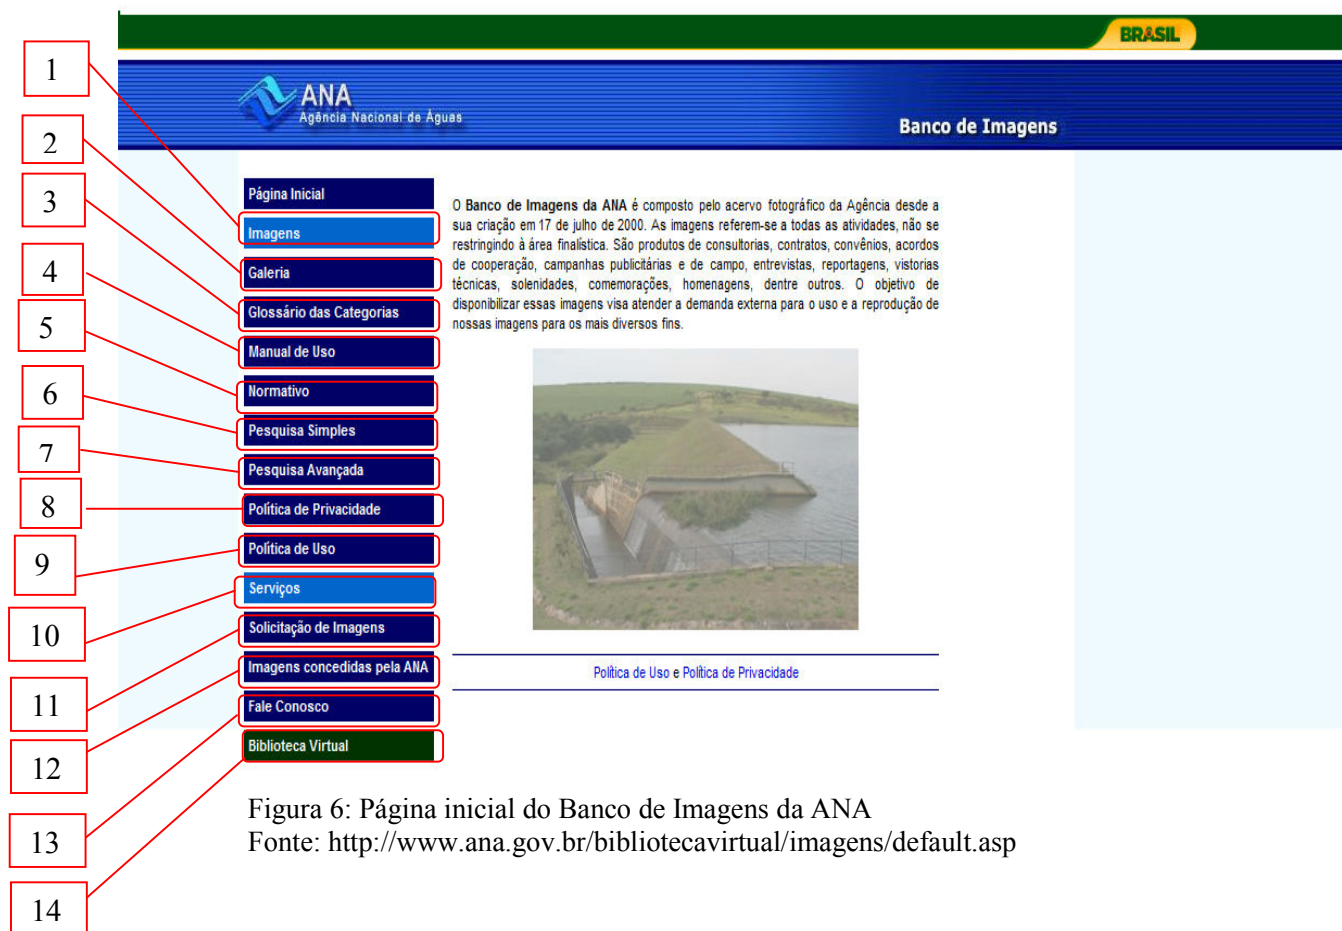 BRASIL
1
ANA
Agência Nacional de Águas
Banco de Imagens
2
3
4
5
6
7
8
9
10
11
12
13
14
Página Inicial
Imagens
Galeria
Glossário das Categorias
Manual de Uso
Normativo
Pesquisa Simples
Pesquisa Avançada
Política de Privacidade
Política de Uso
Serviços
Solicitação de Imagens
Imagens concedidas pela ANA
Fale Conosco
Biblioteca Virtual
O Banco de Imagens da ANA é composto pelo acervo fotográfico da Agência desde a
sua criação em 17 de julho de 2000. As imagens referem-se a todas as atividades, não se
restringindo à área finalística. São produtos de consultorias, contratos, convênios, acordos
de cooperação, campanhas publicitárias e de campo, entrevistas, reportagens, vistorias
técnicas, solenidades, comemorações, homenagens, dentre outros. O objetivo de
disponibilizar essas imagens visa atender a demanda externa para o uso e a reprodução de
nossas imagens para os mais diversos fins.
Política de Uso e Política de Privacidade
Figura 6: Página inicial do Banco de Imagens da ANA
Fonte: http://www.ana.gov.br/bibliotecavirtual/imagens/default.asp